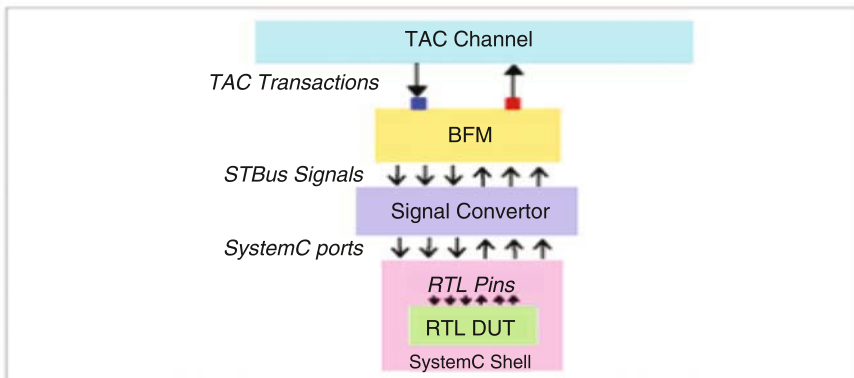 TAC Channel
TAC Transactions
BFM
STBus Signals
Signal Convertor
SystemC ports
RTL Pins
RTL DUT
SystemC Shell